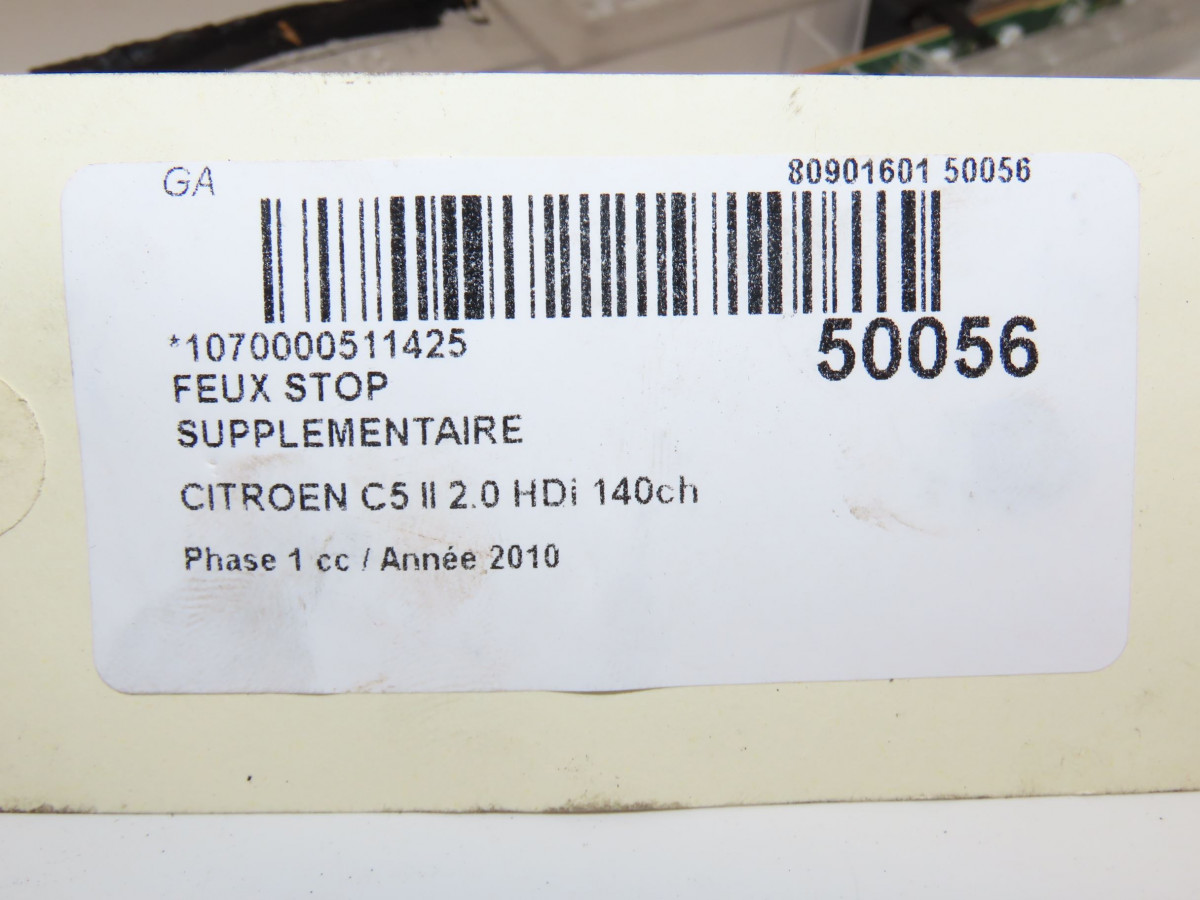 GA
80901601 50056
*1070000511425
50056
FEUX STOP
SUPPLEMENTAIRE
CITROEN C5 II 2.0 HDi 140ch
Phase 1 cc / Année 2010